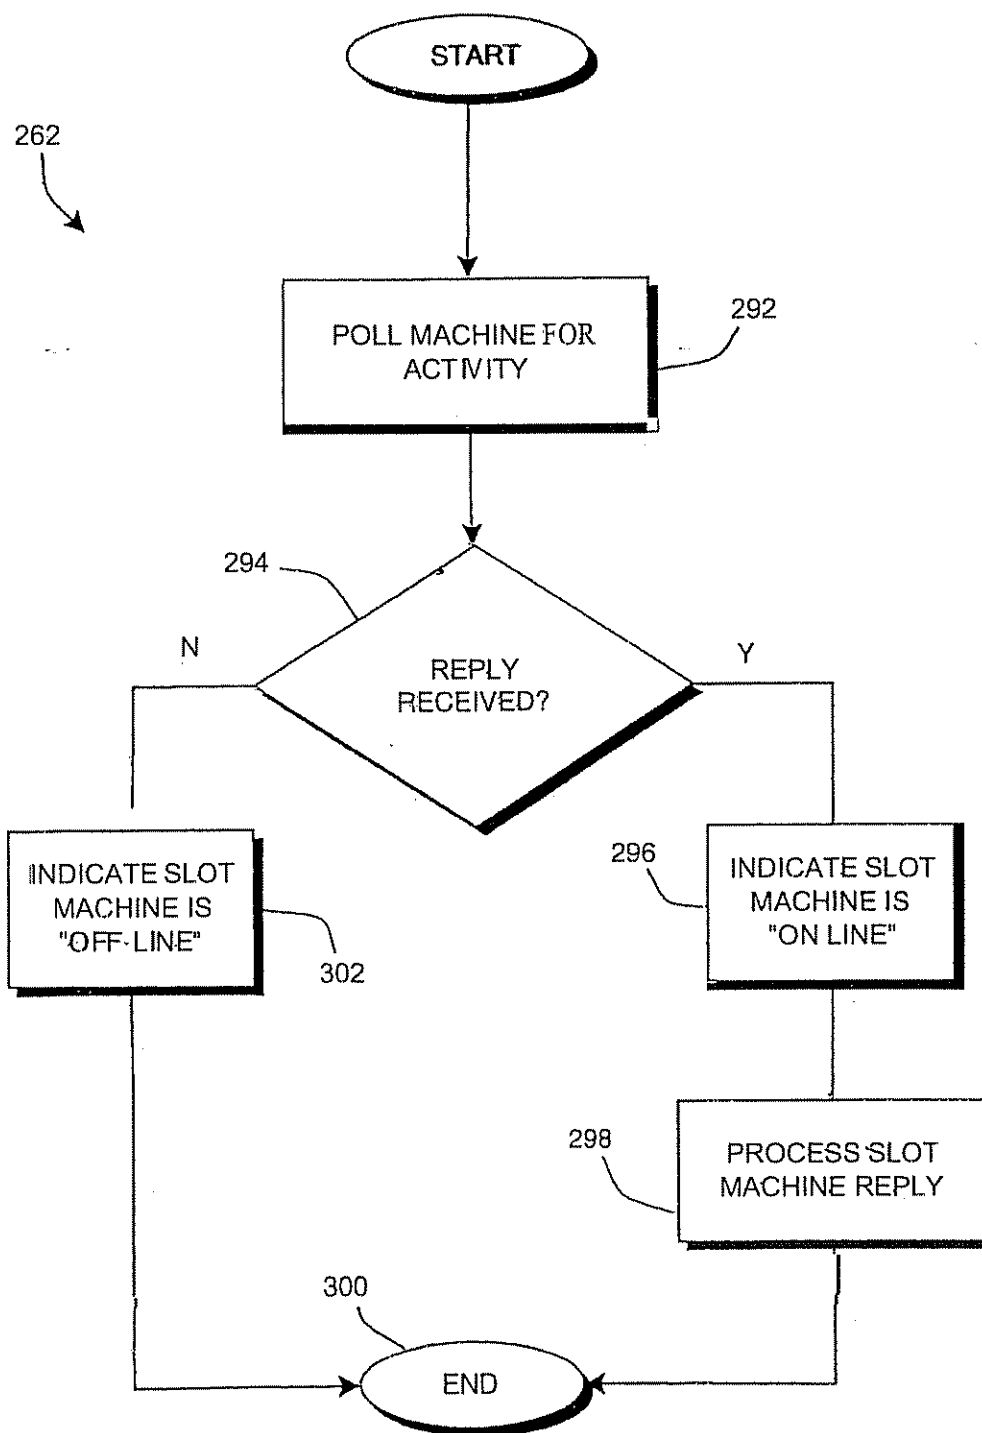 START
262
POLL MACHINE FOR
ACTIVITY
292
294
N
Y
REPLY
RECEIVED?
INDICATE SLOT
MACHINE IS
"OFF-LINE"
302
296
INDICATE SLOT
MACHINE IS
"ON LINE"
298
PROCESS SLOT
MACHINE REPLY
300
END